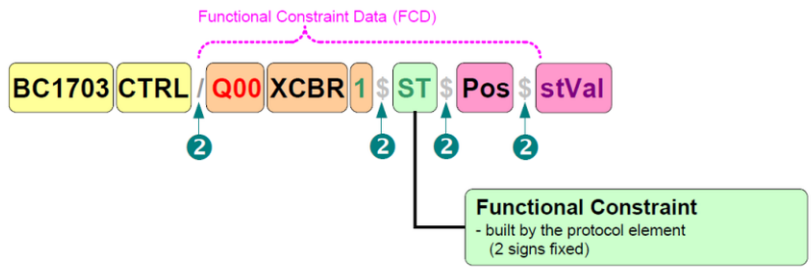 Functional Constraint Data (FCD)
BC1703 CTRL / Q00 XCBR 1 $ ST $ Pos $ stVal
2 2 2 2
Functional Constraint
- built by the protocol element
(2 signs fixed)